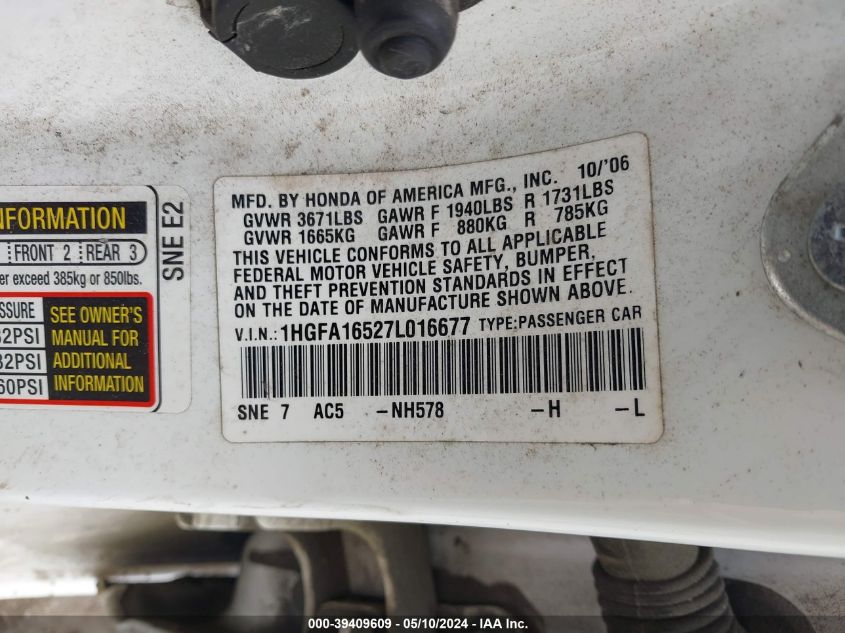 NFORMATION
FRONT 2 REAR 3
er exceed 385kg or 850lbs.
SSURE
32PSI
32PSI
60PSI
SEE OWNER'S
MANUAL FOR
ADDITIONAL
INFORMATION
SNE E2
MFD. BY HONDA OF AMERICA MFG., INC. 10/'06
GVWR 3671LBS GAWR F 1940LBS R 1731LBS
GVWR 1665KG GAWR F 880KG R 785KG
THIS VEHICLE CONFORMS TO ALL APPLICABLE
FEDERAL MOTOR VEHICLE SAFETY, BUMPER,
AND THEFT PREVENTION STANDARDS IN EFFECT
ON THE DATE OF MANUFACTURE SHOWN ABOVE.
V.I.N.: 1HGFA16527L016677 TYPE:PASSENGER CAR
SNE 7 AC5 -NH578 -H -L
000-39409609 - 05/10/2024 - IAA Inc.